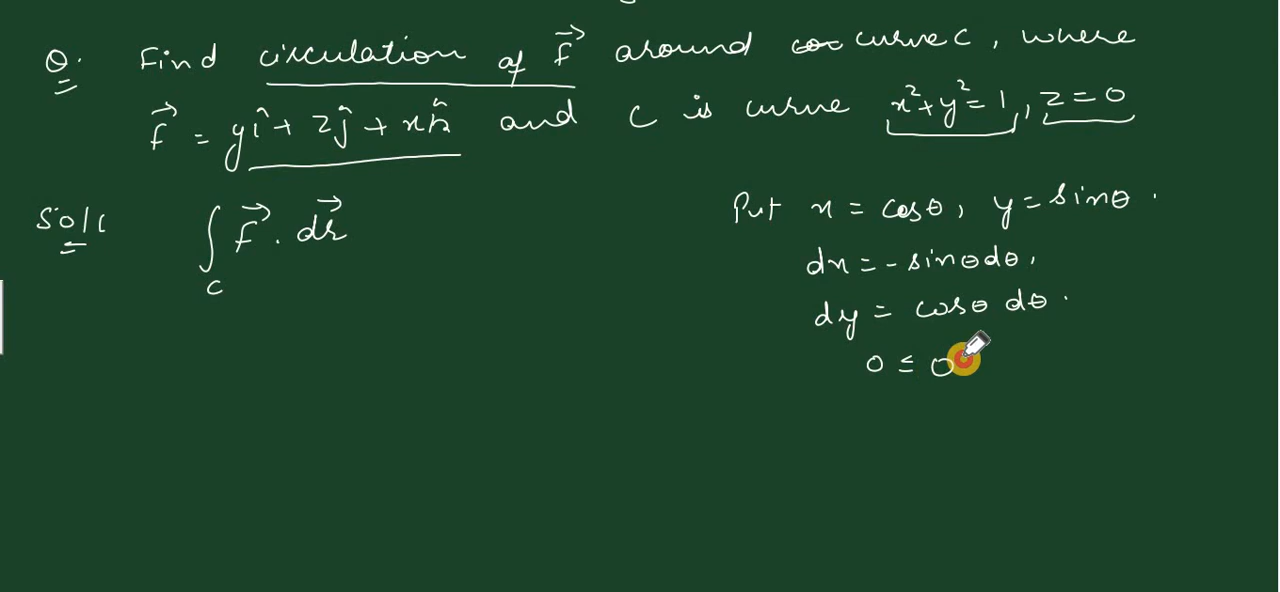 Q. Find circulation of f⃗ around curve C, where
f⃗ = yî + zĵ + xk̂ and C is curve x²+y²=1, z=0
Sol:
∫_C f⃗ . dr⃗
Put x = cosθ, y = sinθ.
dx = - sinθdθ,
dy = cosθ dθ.
0 ≤ θ